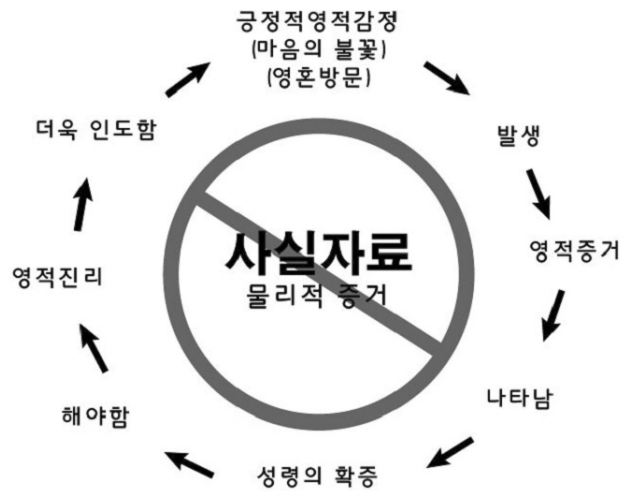 긍정적영적감정
(마음의 불꽃)
(영혼방문)
발생
영적증거
나타남
성령의 확증
해야함
영적진리
더욱 인도함
사실자료
물리적 증거